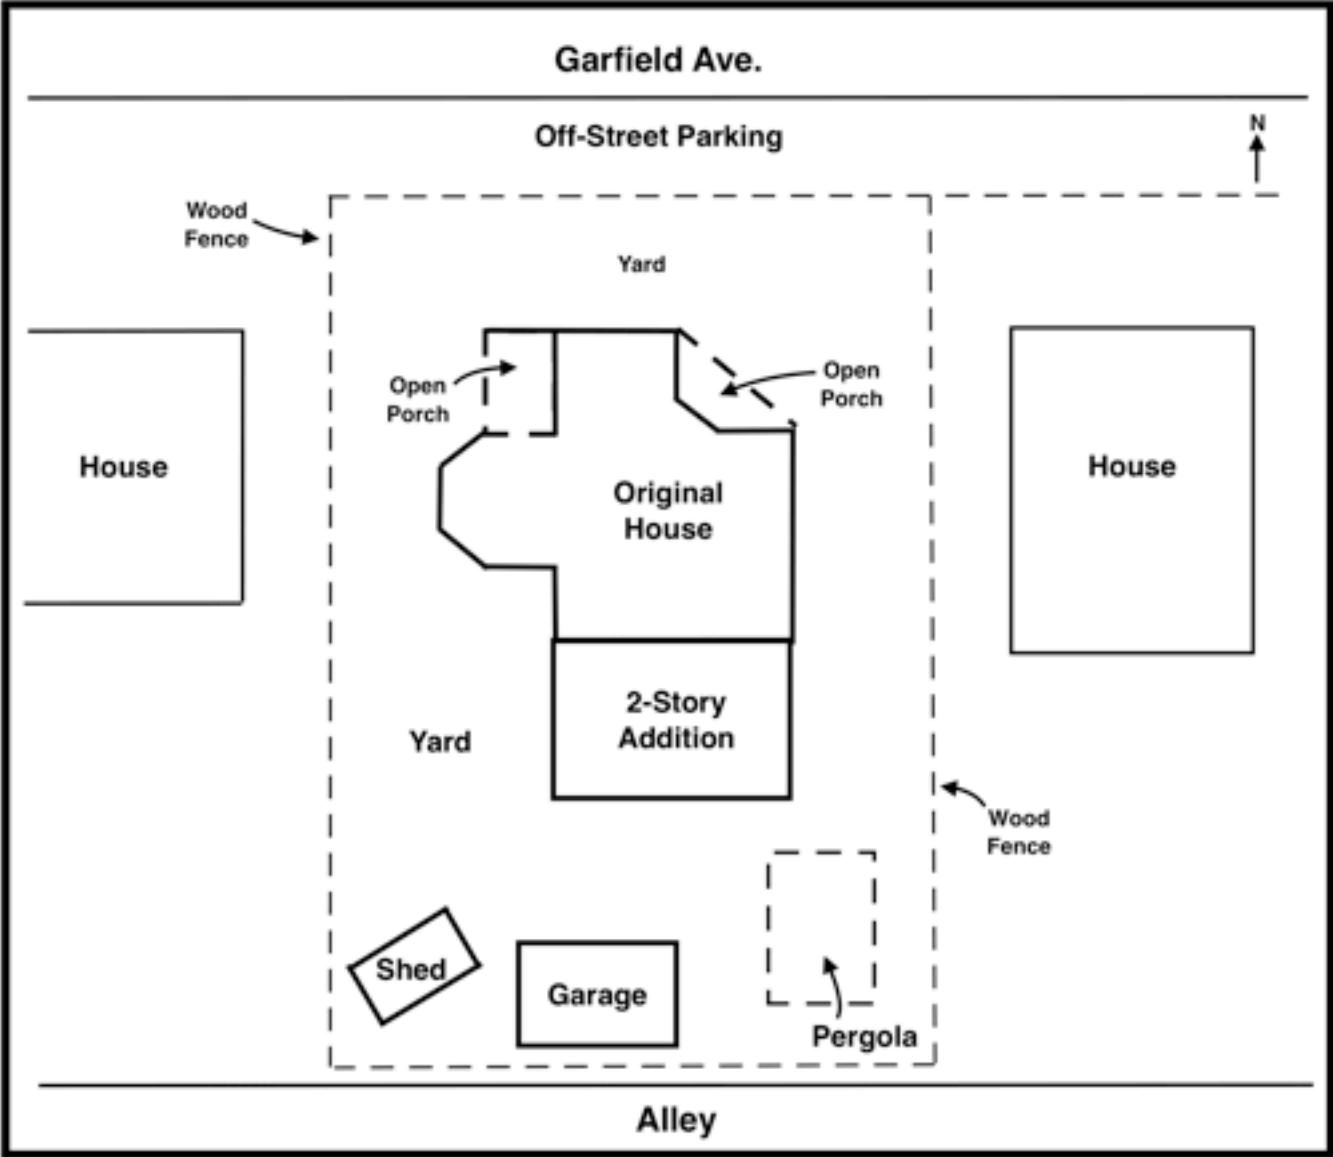 Garfield Ave.
Off-Street Parking
N
Wood
Fence
Yard
Open
Porch
Open
Porch
House
Original
House
House
2-Story
Addition
Yard
Wood
Fence
Shed
Garage
Pergola
Alley